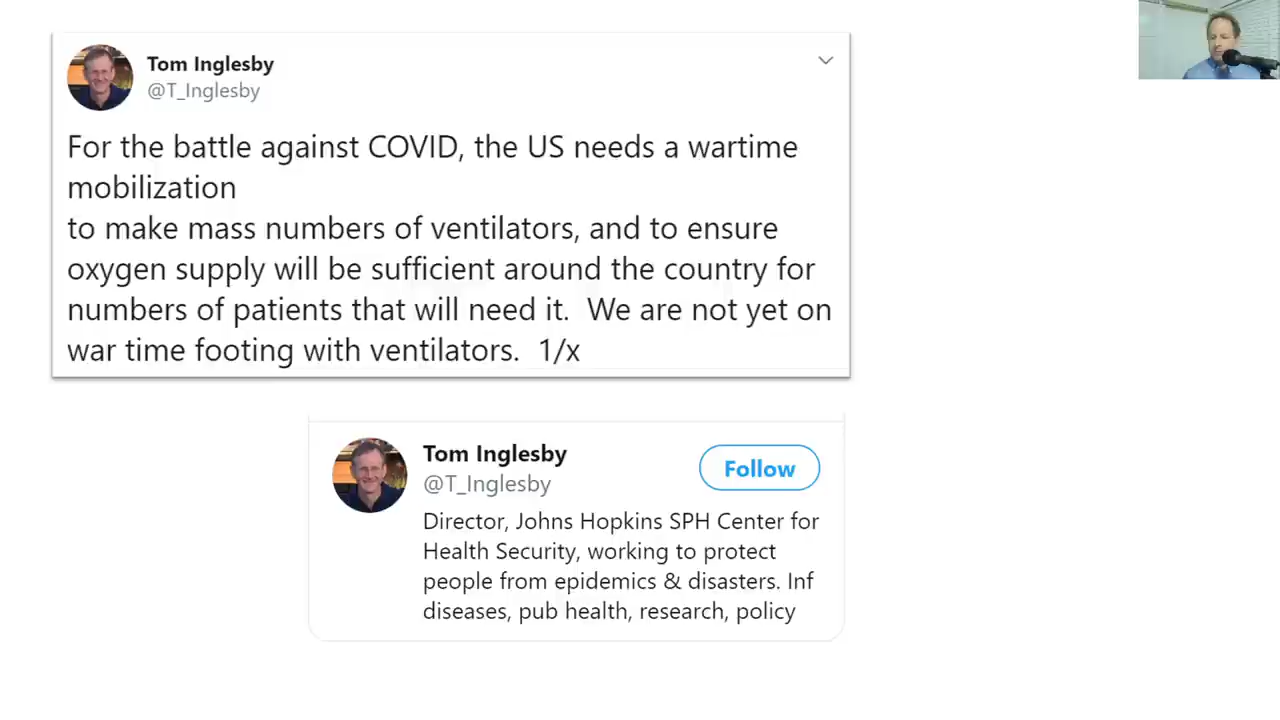 Tom Inglesby
@T_Inglesby
For the battle against COVID, the US needs a wartime
mobilization
to make mass numbers of ventilators, and to ensure
oxygen supply will be sufficient around the country for
numbers of patients that will need it.  We are not yet on
war time footing with ventilators.  1/x
Tom Inglesby
Follow
@T_Inglesby
Director, Johns Hopkins SPH Center for
Health Security, working to protect
people from epidemics & disasters. Inf
diseases, pub health, research, policy